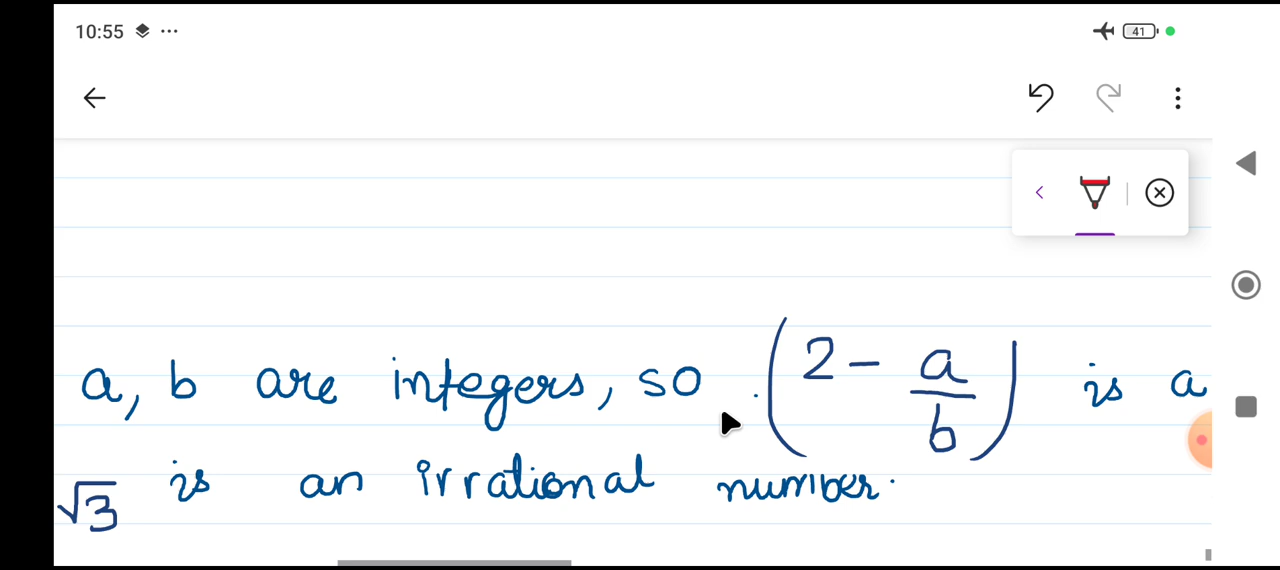 10:55
41
a, b are integers, so (2 - a/b) is a
√3 is an irrational number.